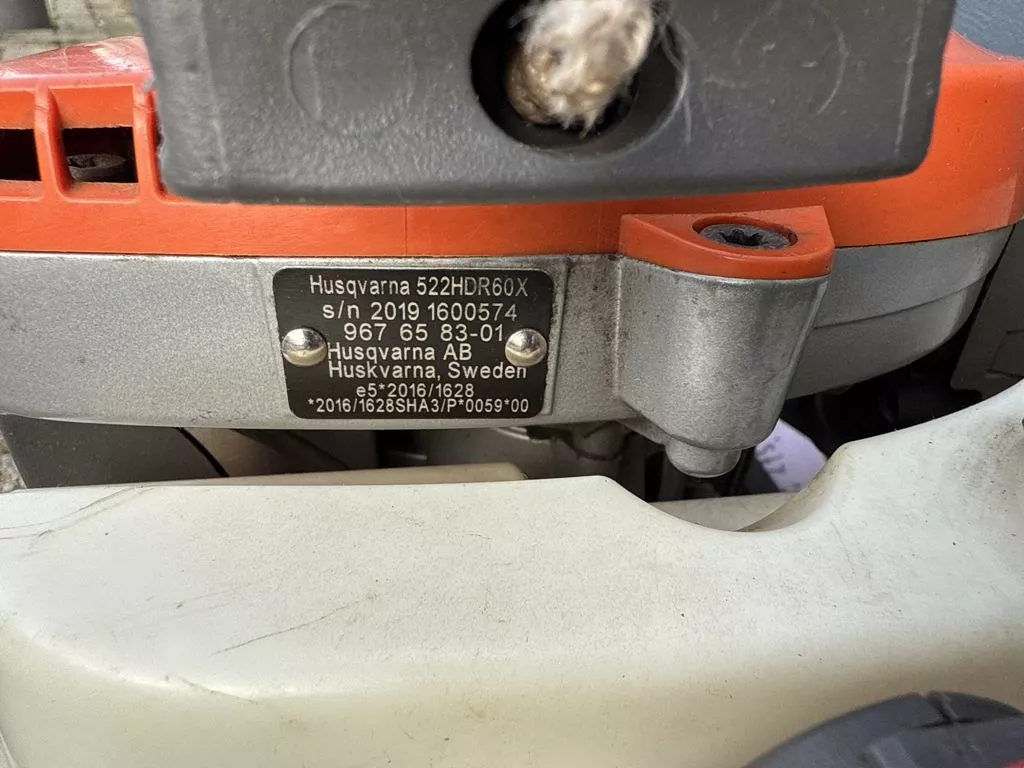 Husqvarna 522HDR60X
s/n 2019 1600574
967 65 83-01
Husqvarna AB
Huskvarna, Sweden
e5*2016/1628
*2016/1628SHA3/P*0059*00